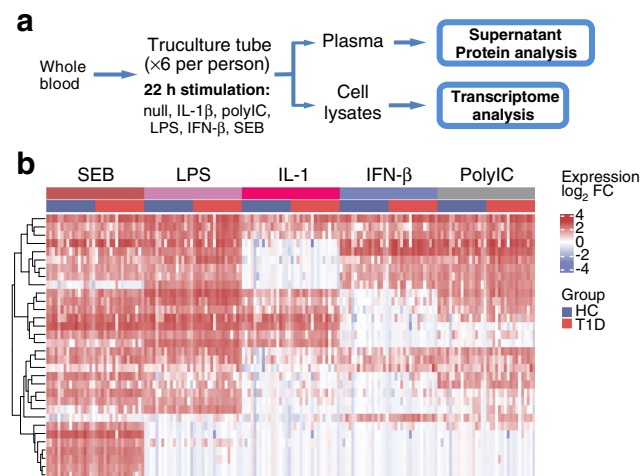 a
Whole
blood
Truculture tube
(×6 per person)
22 h stimulation:
null, IL-1β, polyIC,
LPS, IFN-β, SEB
Plasma
Cell
lysates
Supernatant
Protein analysis
Transcriptome
analysis
b
SEB LPS IL-1 IFN-β PolyIC
Expression
log2 FC
4
2
0
-2
-4
Group
HC
T1D